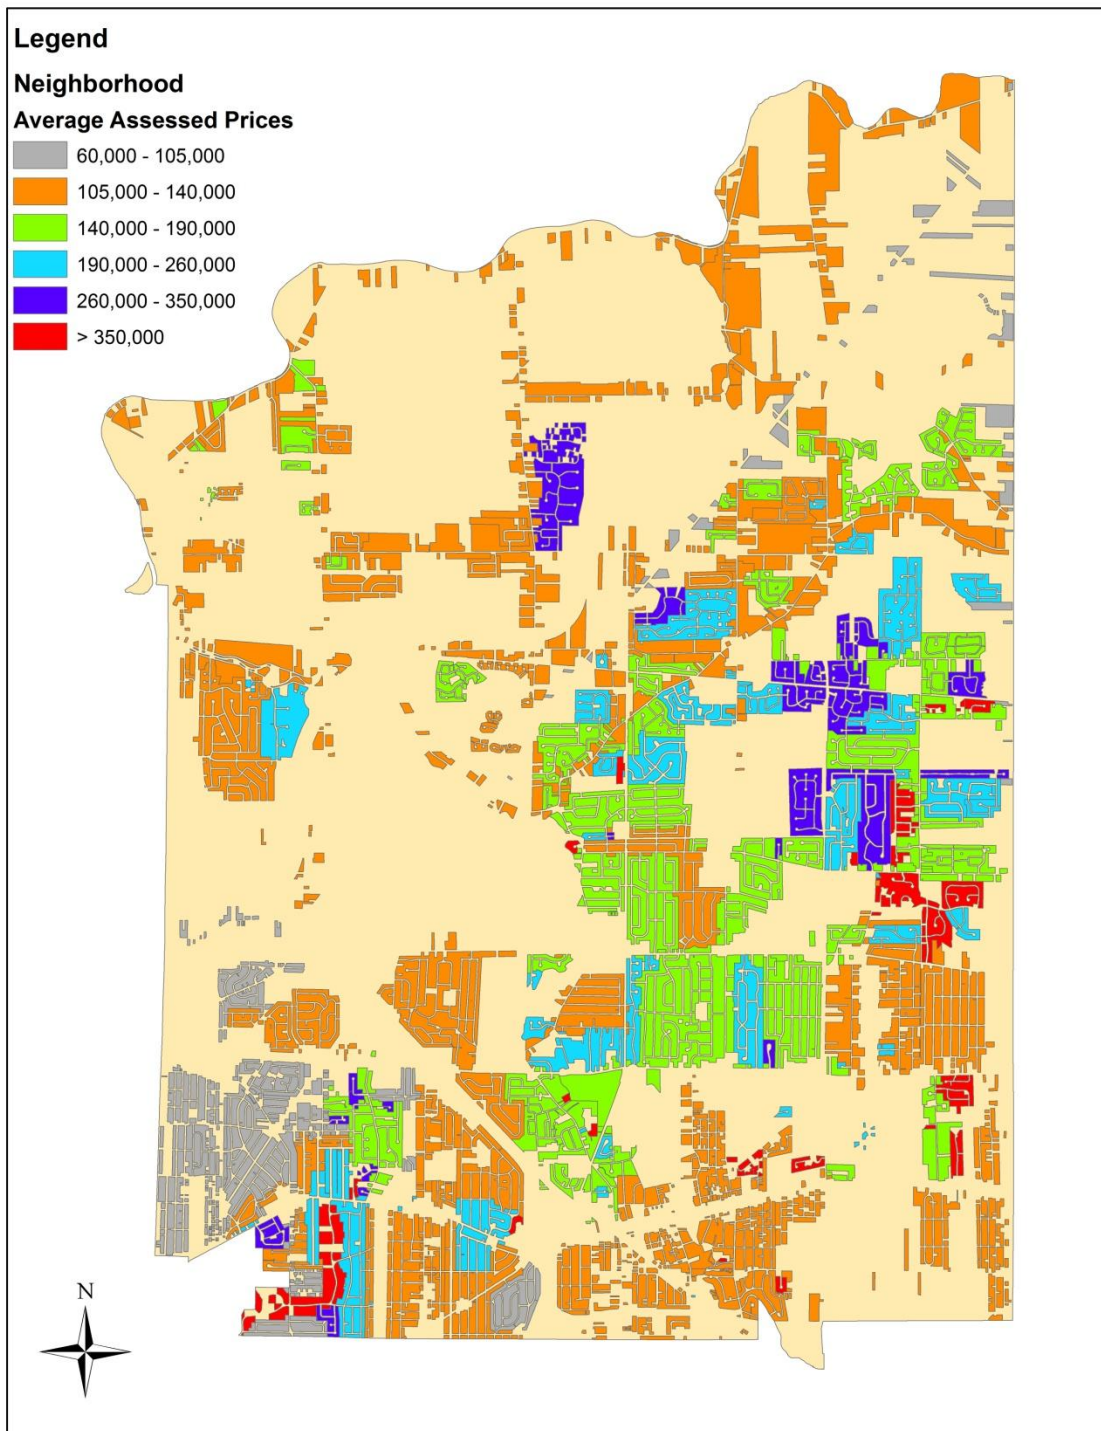 Legend
Neighborhood
Average Assessed Prices
60,000 - 105,000
105,000 - 140,000
140,000 - 190,000
190,000 - 260,000
260,000 - 350,000
> 350,000
N